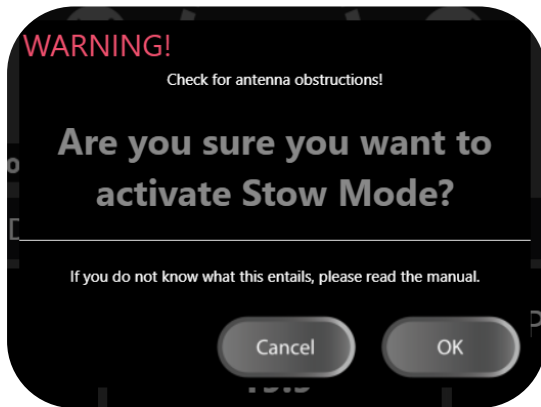 WARNING!
Check for antenna obstructions!
Are you sure you want to
activate Stow Mode?
If you do not know what this entails, please read the manual.
Cancel
OK